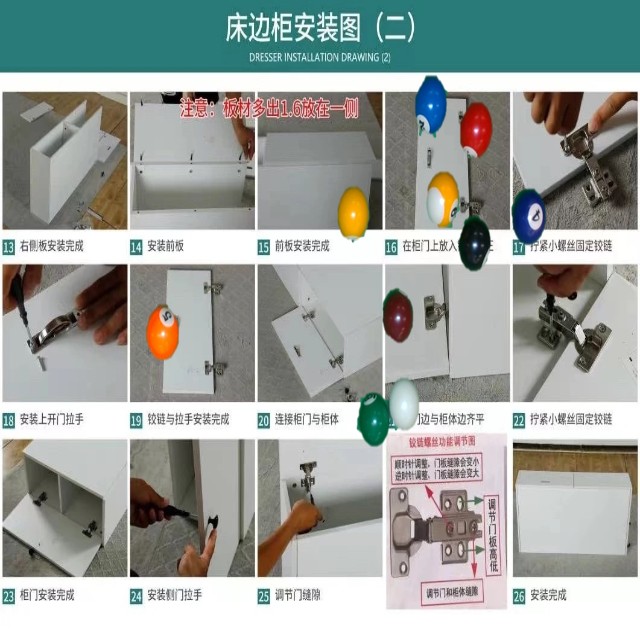 床边柜安装图（二）
DRESSER INSTALLATION DRAWING (2)
注意：板材多出1.6放在一侧
13 右侧板安装完成
14 安装前板
15 前板安装完成
16 在柜门上放入
17 拧紧小螺丝固定铰链
18 安装上开门拉手
19 铰链与拉手安装完成
20 连接柜门与柜体
门边与柜体边齐平
22 拧紧小螺丝固定铰链
铰链螺丝功能调节图
顺时针调整、门板缝隙会变小
逆时针调整、门板缝隙会变大
调节门板高低
调节门和柜体缝隙
23 柜门安装完成
24 安装侧门拉手
25 调节门缝隙
26 安装完成